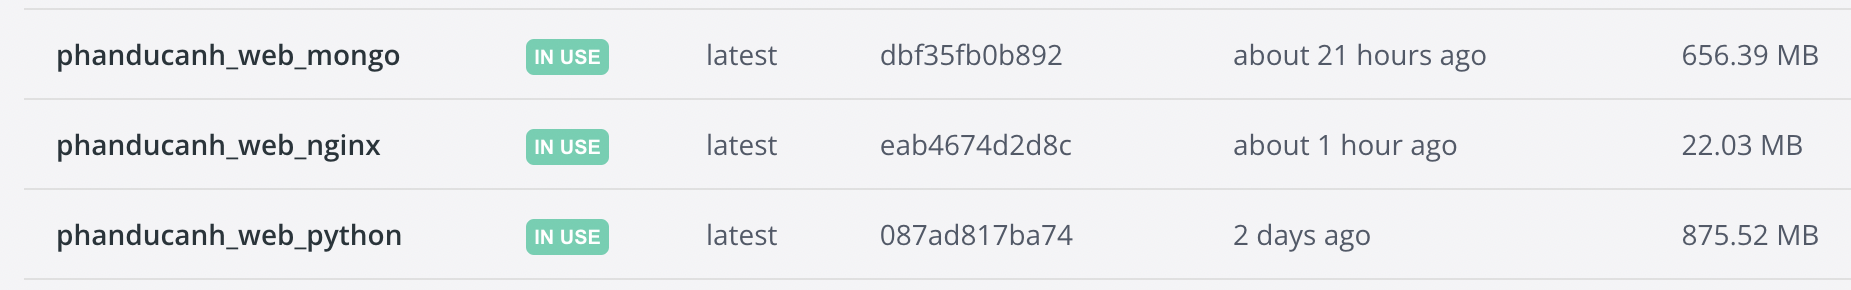 phanducanh_web_mongo IN USE latest dbf35fb0b892 about 21 hours ago 656.39 MB
phanducanh_web_nginx IN USE latest eab4674d2d8c about 1 hour ago 22.03 MB
phanducanh_web_python IN USE latest 087ad817ba74 2 days ago 875.52 MB